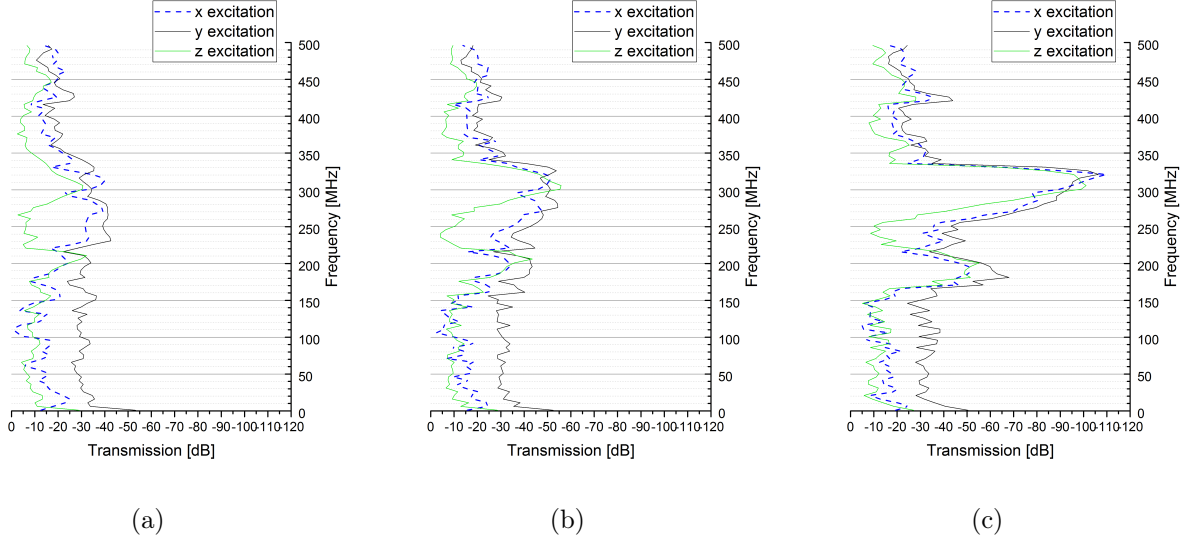 x excitation
y excitation
z excitation
500
450
400
350
300
250
200
150
100
50
0
Frequency [MHz]
0 -10 -20 -30 -40 -50 -60 -70 -80 -90 -100 -110 -120
Transmission [dB]
(a)
x excitation
y excitation
z excitation
500
450
400
350
300
250
200
150
100
50
0
Frequency [MHz]
0 -10 -20 -30 -40 -50 -60 -70 -80 -90 -100 -110 -120
Transmission [dB]
(b)
x excitation
y excitation
z excitation
500
450
400
350
300
250
200
150
100
50
0
Frequency [MHz]
0 -10 -20 -30 -40 -50 -60 -70 -80 -90 -100 -110 -120
Transmission [dB]
(c)